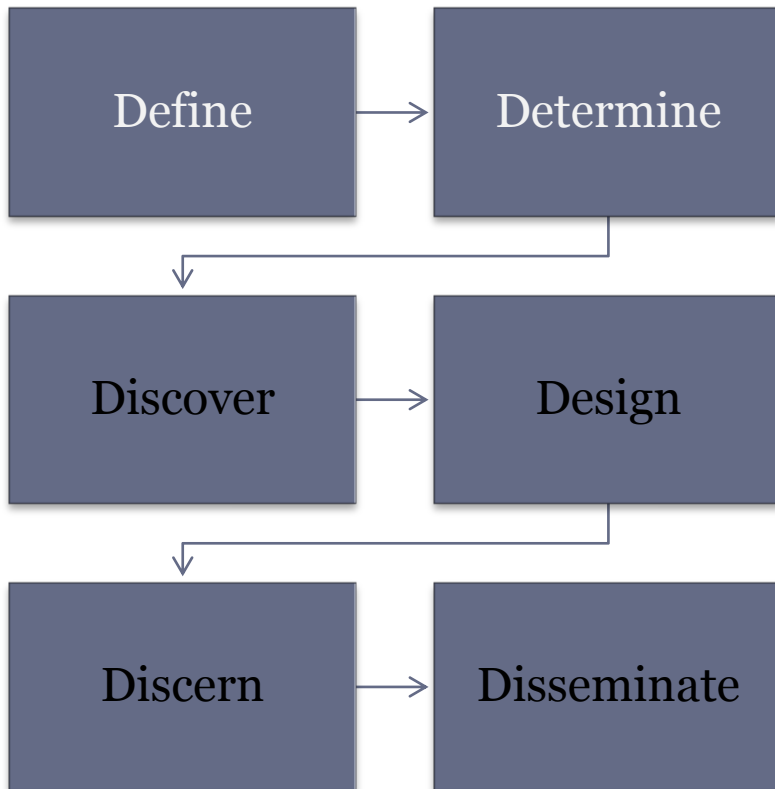 Define
Determine
Discover
Design
Discern
Disseminate